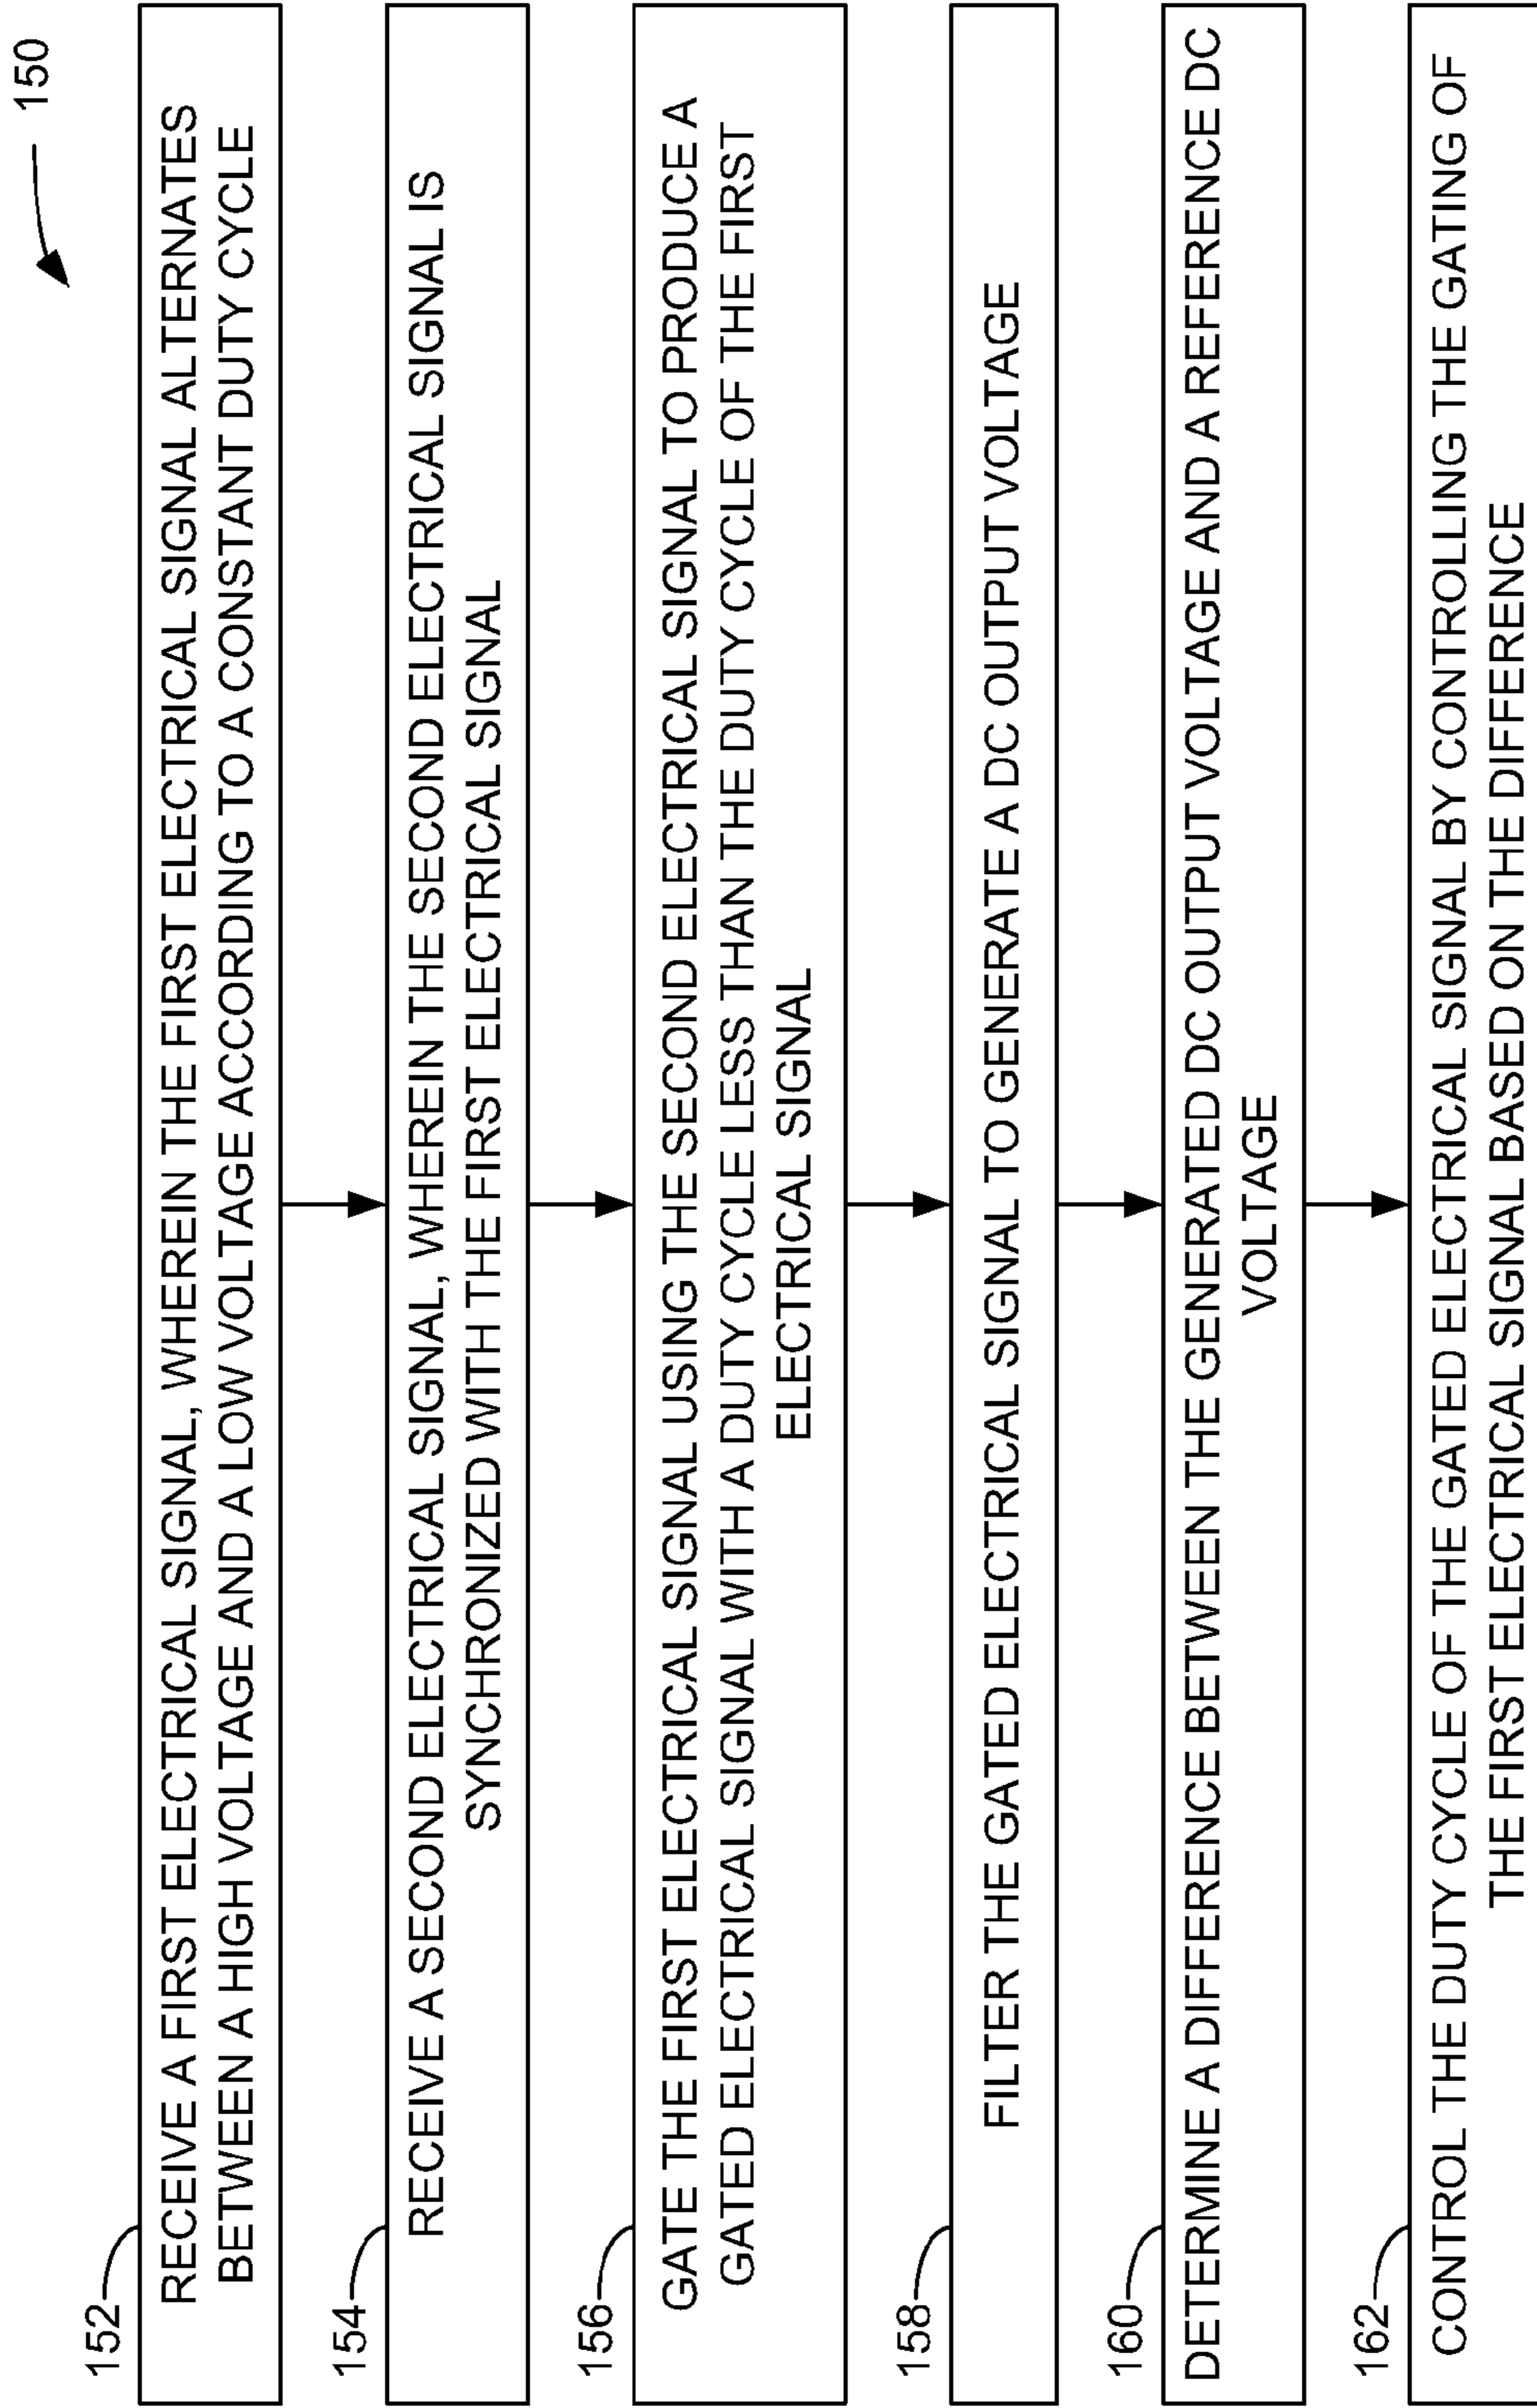 150
152
RECEIVE A FIRST ELECTRICAL SIGNAL, WHEREIN THE FIRST ELECTRICAL SIGNAL ALTERNATES
BETWEEN A HIGH VOLTAGE AND A LOW VOLTAGE ACCORDING TO A CONSTANT DUTY CYCLE
154
RECEIVE A SECOND ELECTRICAL SIGNAL, WHEREIN THE SECOND ELECTRICAL SIGNAL IS
SYNCHRONIZED WITH THE FIRST ELECTRICAL SIGNAL
156
GATE THE FIRST ELECTRICAL SIGNAL USING THE SECOND ELECTRICAL SIGNAL TO PRODUCE A
GATED ELECTRICAL SIGNAL WITH A DUTY CYCLE LESS THAN THE DUTY CYCLE OF THE FIRST
ELECTRICAL SIGNAL
158
FILTER THE GATED ELECTRICAL SIGNAL TO GENERATE A DC OUTPUT VOLTAGE
160
DETERMINE A DIFFERENCE BETWEEN THE GENERATED DC OUTPUT VOLTAGE AND A REFERENCE DC
VOLTAGE
162
CONTROL THE DUTY CYCLE OF THE GATED ELECTRICAL SIGNAL BY CONTROLLING THE GATING OF
THE FIRST ELECTRICAL SIGNAL BASED ON THE DIFFERENCE